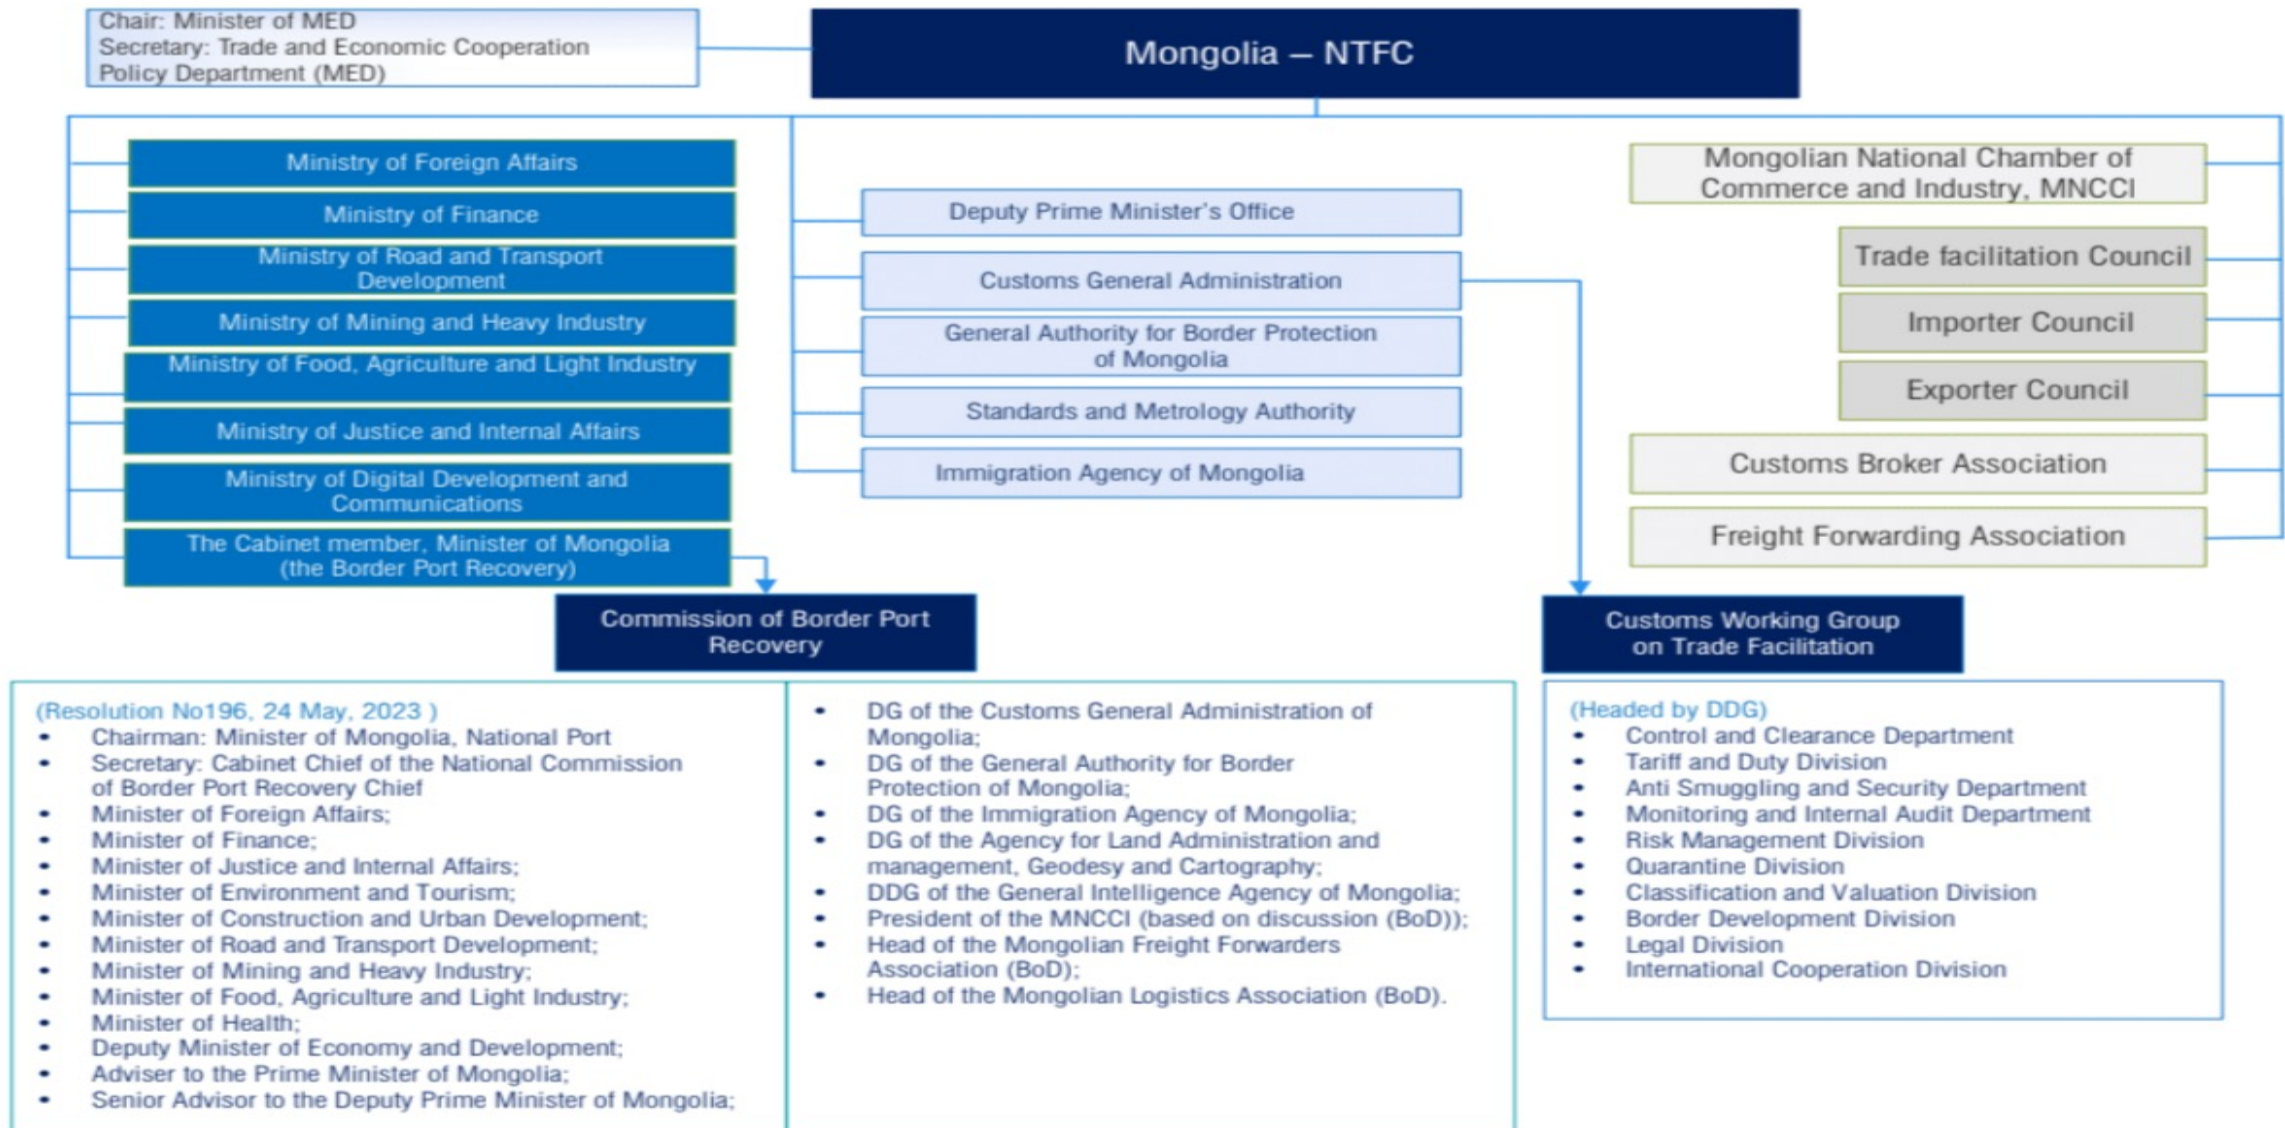 Chair: Minister of MED
Secretary: Trade and Economic Cooperation
Policy Department (MED)
Mongolia – NTFC
Ministry of Foreign Affairs
Ministry of Finance
Ministry of Road and Transport
Development
Ministry of Mining and Heavy Industry
Ministry of Food, Agriculture and Light Industry
Ministry of Justice and Internal Affairs
Ministry of Digital Development and
Communications
The Cabinet member, Minister of Mongolia
(the Border Port Recovery)
Deputy Prime Minister's Office
Customs General Administration
General Authority for Border Protection
of Mongolia
Standards and Metrology Authority
Immigration Agency of Mongolia
Mongolian National Chamber of
Commerce and Industry, MNCCI
Trade facilitation Council
Importer Council
Exporter Council
Customs Broker Association
Freight Forwarding Association
Commission of Border Port
Recovery
(Resolution No196, 24 May, 2023 )
• Chairman: Minister of Mongolia, National Port
• Secretary: Cabinet Chief of the National Commission
of Border Port Recovery Chief
• Minister of Foreign Affairs;
• Minister of Finance;
• Minister of Justice and Internal Affairs;
• Minister of Environment and Tourism;
• Minister of Construction and Urban Development;
• Minister of Road and Transport Development;
• Minister of Mining and Heavy Industry;
• Minister of Food, Agriculture and Light Industry;
• Minister of Health;
• Deputy Minister of Economy and Development;
• Adviser to the Prime Minister of Mongolia;
• Senior Advisor to the Deputy Prime Minister of Mongolia;
• DG of the Customs General Administration of
Mongolia;
• DG of the General Authority for Border
Protection of Mongolia;
• DG of the Immigration Agency of Mongolia;
• DG of the Agency for Land Administration and
management, Geodesy and Cartography;
• DDG of the General Intelligence Agency of Mongolia;
• President of the MNCCI (based on discussion (BoD));
• Head of the Mongolian Freight Forwarders
Association (BoD);
• Head of the Mongolian Logistics Association (BoD).
Customs Working Group
on Trade Facilitation
(Headed by DDG)
• Control and Clearance Department
• Tariff and Duty Division
• Anti Smuggling and Security Department
• Monitoring and Internal Audit Department
• Risk Management Division
• Quarantine Division
• Classification and Valuation Division
• Border Development Division
• Legal Division
• International Cooperation Division